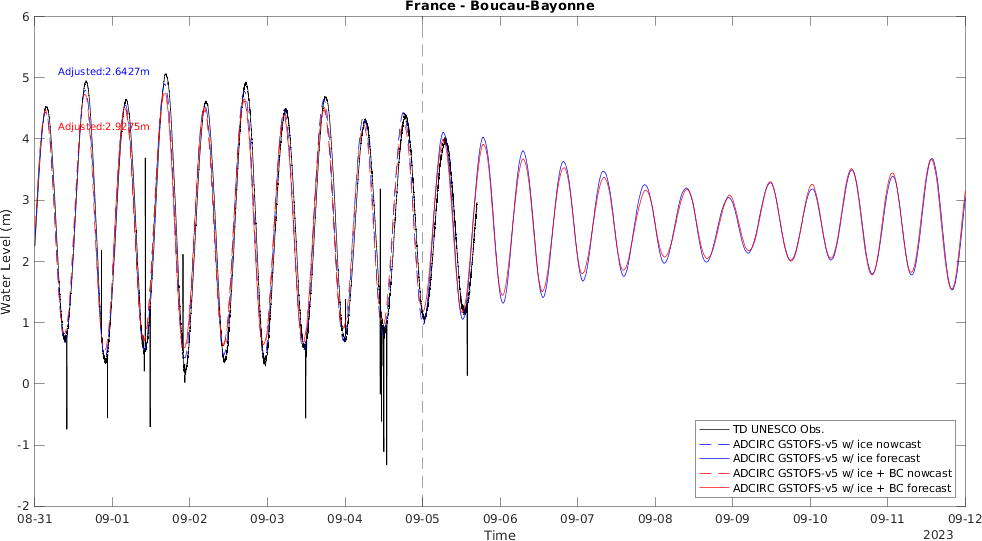 France - Boucau-Bayonne
6
5
4
3
2
1
0
-1
-2
Water Level (m)
Adjusted:2.6427m
Adjusted:2.9275m
TD UNESCO Obs.
ADCIRC GSTOFS-v5 w/ ice nowcast
ADCIRC GSTOFS-v5 w/ ice forecast
ADCIRC GSTOFS-v5 w/ ice + BC nowcast
ADCIRC GSTOFS-v5 w/ ice + BC forecast
08-31 09-01 09-02 09-03 09-04 09-05 09-06 09-07 09-08 09-09 09-10 09-11 09-12
Time
2023